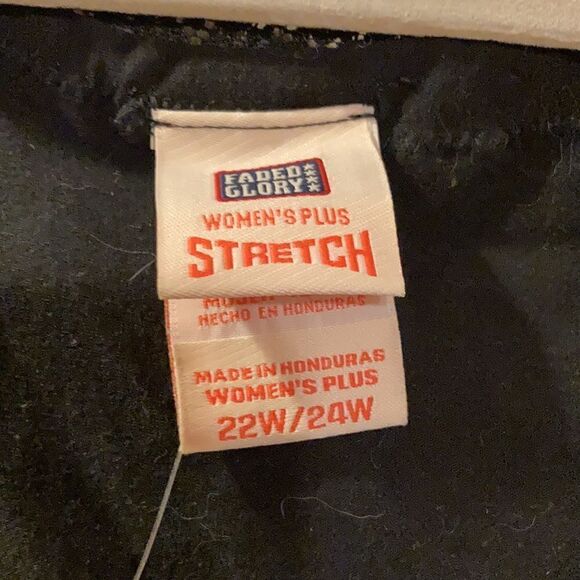 FADED
GLORY
WOMEN'S PLUS
STRETCH
HECHO EN HONDURAS
MADE IN HONDURAS
WOMEN'S PLUS
22W/24W